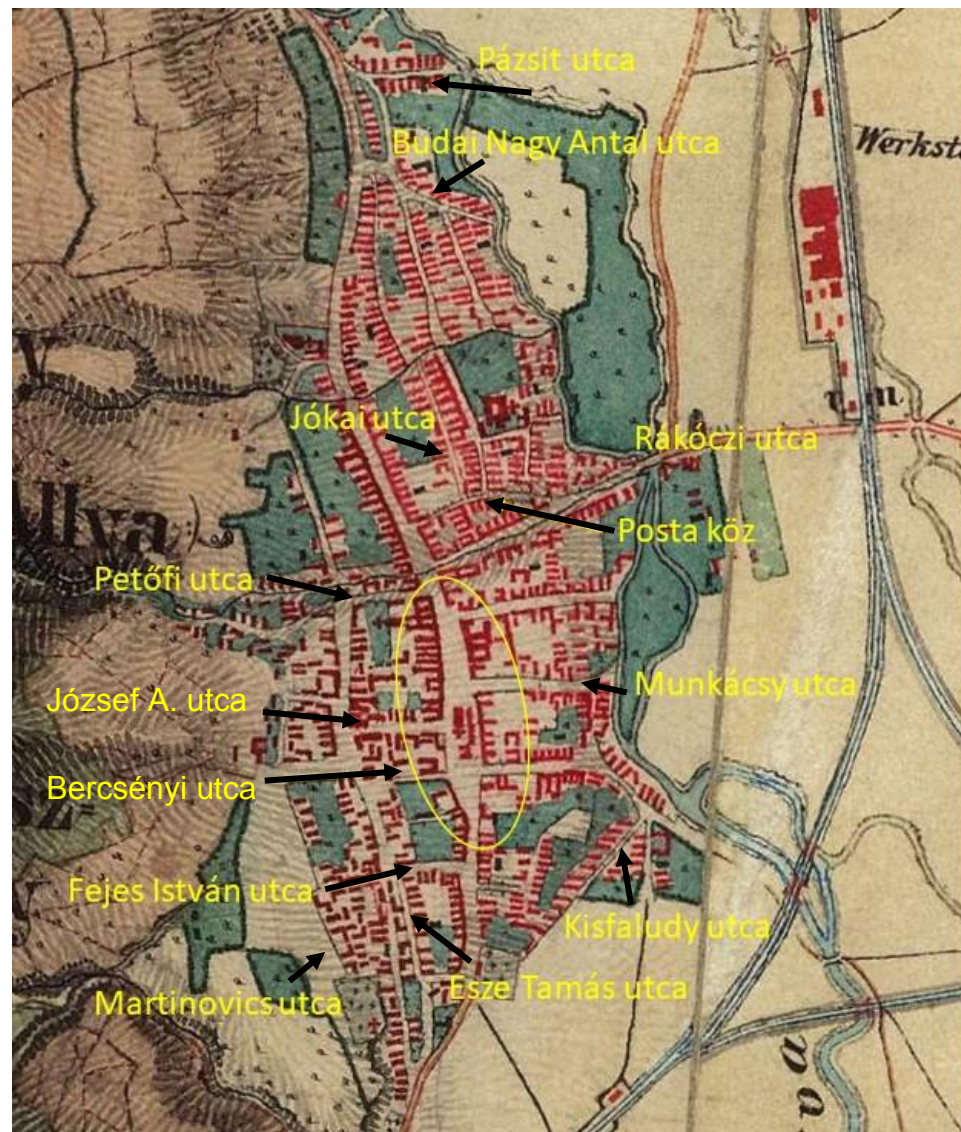 Pázsit utca
Budai Nagy Antal utca
Werkst
Jókai utca
Rákóczi utca
Posta köz
Petőfi utca
Munkácsy utca
József A. utca
Bercsényi utca
Fejes István utca
Kisfaludy utca
Esze Tamás utca
Martinovics utca